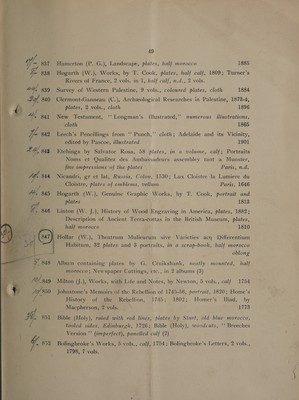 49
837 Hamerton (P. G.), Landscape, plates, half morocco 1885
838 Hogarth (W.), Works, by T. Cook, plates, half calf, 1809; Turner's
Rivers of France, 2 vols. in 1, half calf, n.d., 2 vols.
839 Survey of Western Palestine, 9 vols., coloured plates, cloth 1884
840 Clermont-Ganneau (C.), Archæological Researches in Palestine, 1873-4,
plates, 2 vols., cloth 1896
841 New Testament, "Longman's Illustrated," numerous illustrations,
cloth 1865
842 Leech's Pencillings from "Punch," cloth; Adelaide and its Vicinity,
edited by Pascoe, illustrated 1901
843 Etchings by Salvator Rosa, 58 plates, in a volume, calf; Portraits
Noms et Qualitez des Ambassadeurs assemblez tant a Munster,
fine impressions of the plates Paris, n.d.
844 Nicandri, gr et lat, Russia, Colon, 1530; Lux Cloistre la Lumiere du
Cloistre, plates of emblems, vellum Paris, 1646
845 Hogarth (W.), Genuine Graphic Works, by T. Cook, portrait and
plates 1813
846 Linton (W. J.), History of Wood Engraving in America, plates, 1882;
Description of Ancient Terracottas in the British Museum, plates,
half morocco 1810
847 Hollar (W.), Theatrum Mulierum sive Varietas acq Differentium
Habituus, 32 plates and 3 portraits, in a scrap-book, half morocco
oblong
848 Album containing plates by G. Cruikshank, neatly mounted, half
morocco; Newspaper Cuttings, etc., in 2 albums (3)
849 Milton (J.), Works, with Life and Notes, by Newton, 5 vols., calf 1754
850 Johnstone's Memoirs of the Rebellion of 1745-46, portrait, 1820; Home's
History of the Rebellion, 1745; 1802; Homer's Iliad, by
Macpherson, 2 vols. 1773
851 Bible (Holy), ruled with red lines, plates by Sturt, old blue morocco,
tooled sides, Edinburgh, 1726; Bible (Holy), woodcuts, "Breeches
Version" (imperfect), panelled calf (2)
852 Bolingbroke's Works, 5 vols., calf, 1754; Bolingbroke's Letters, 2 vols.,
1798, 7 vols.